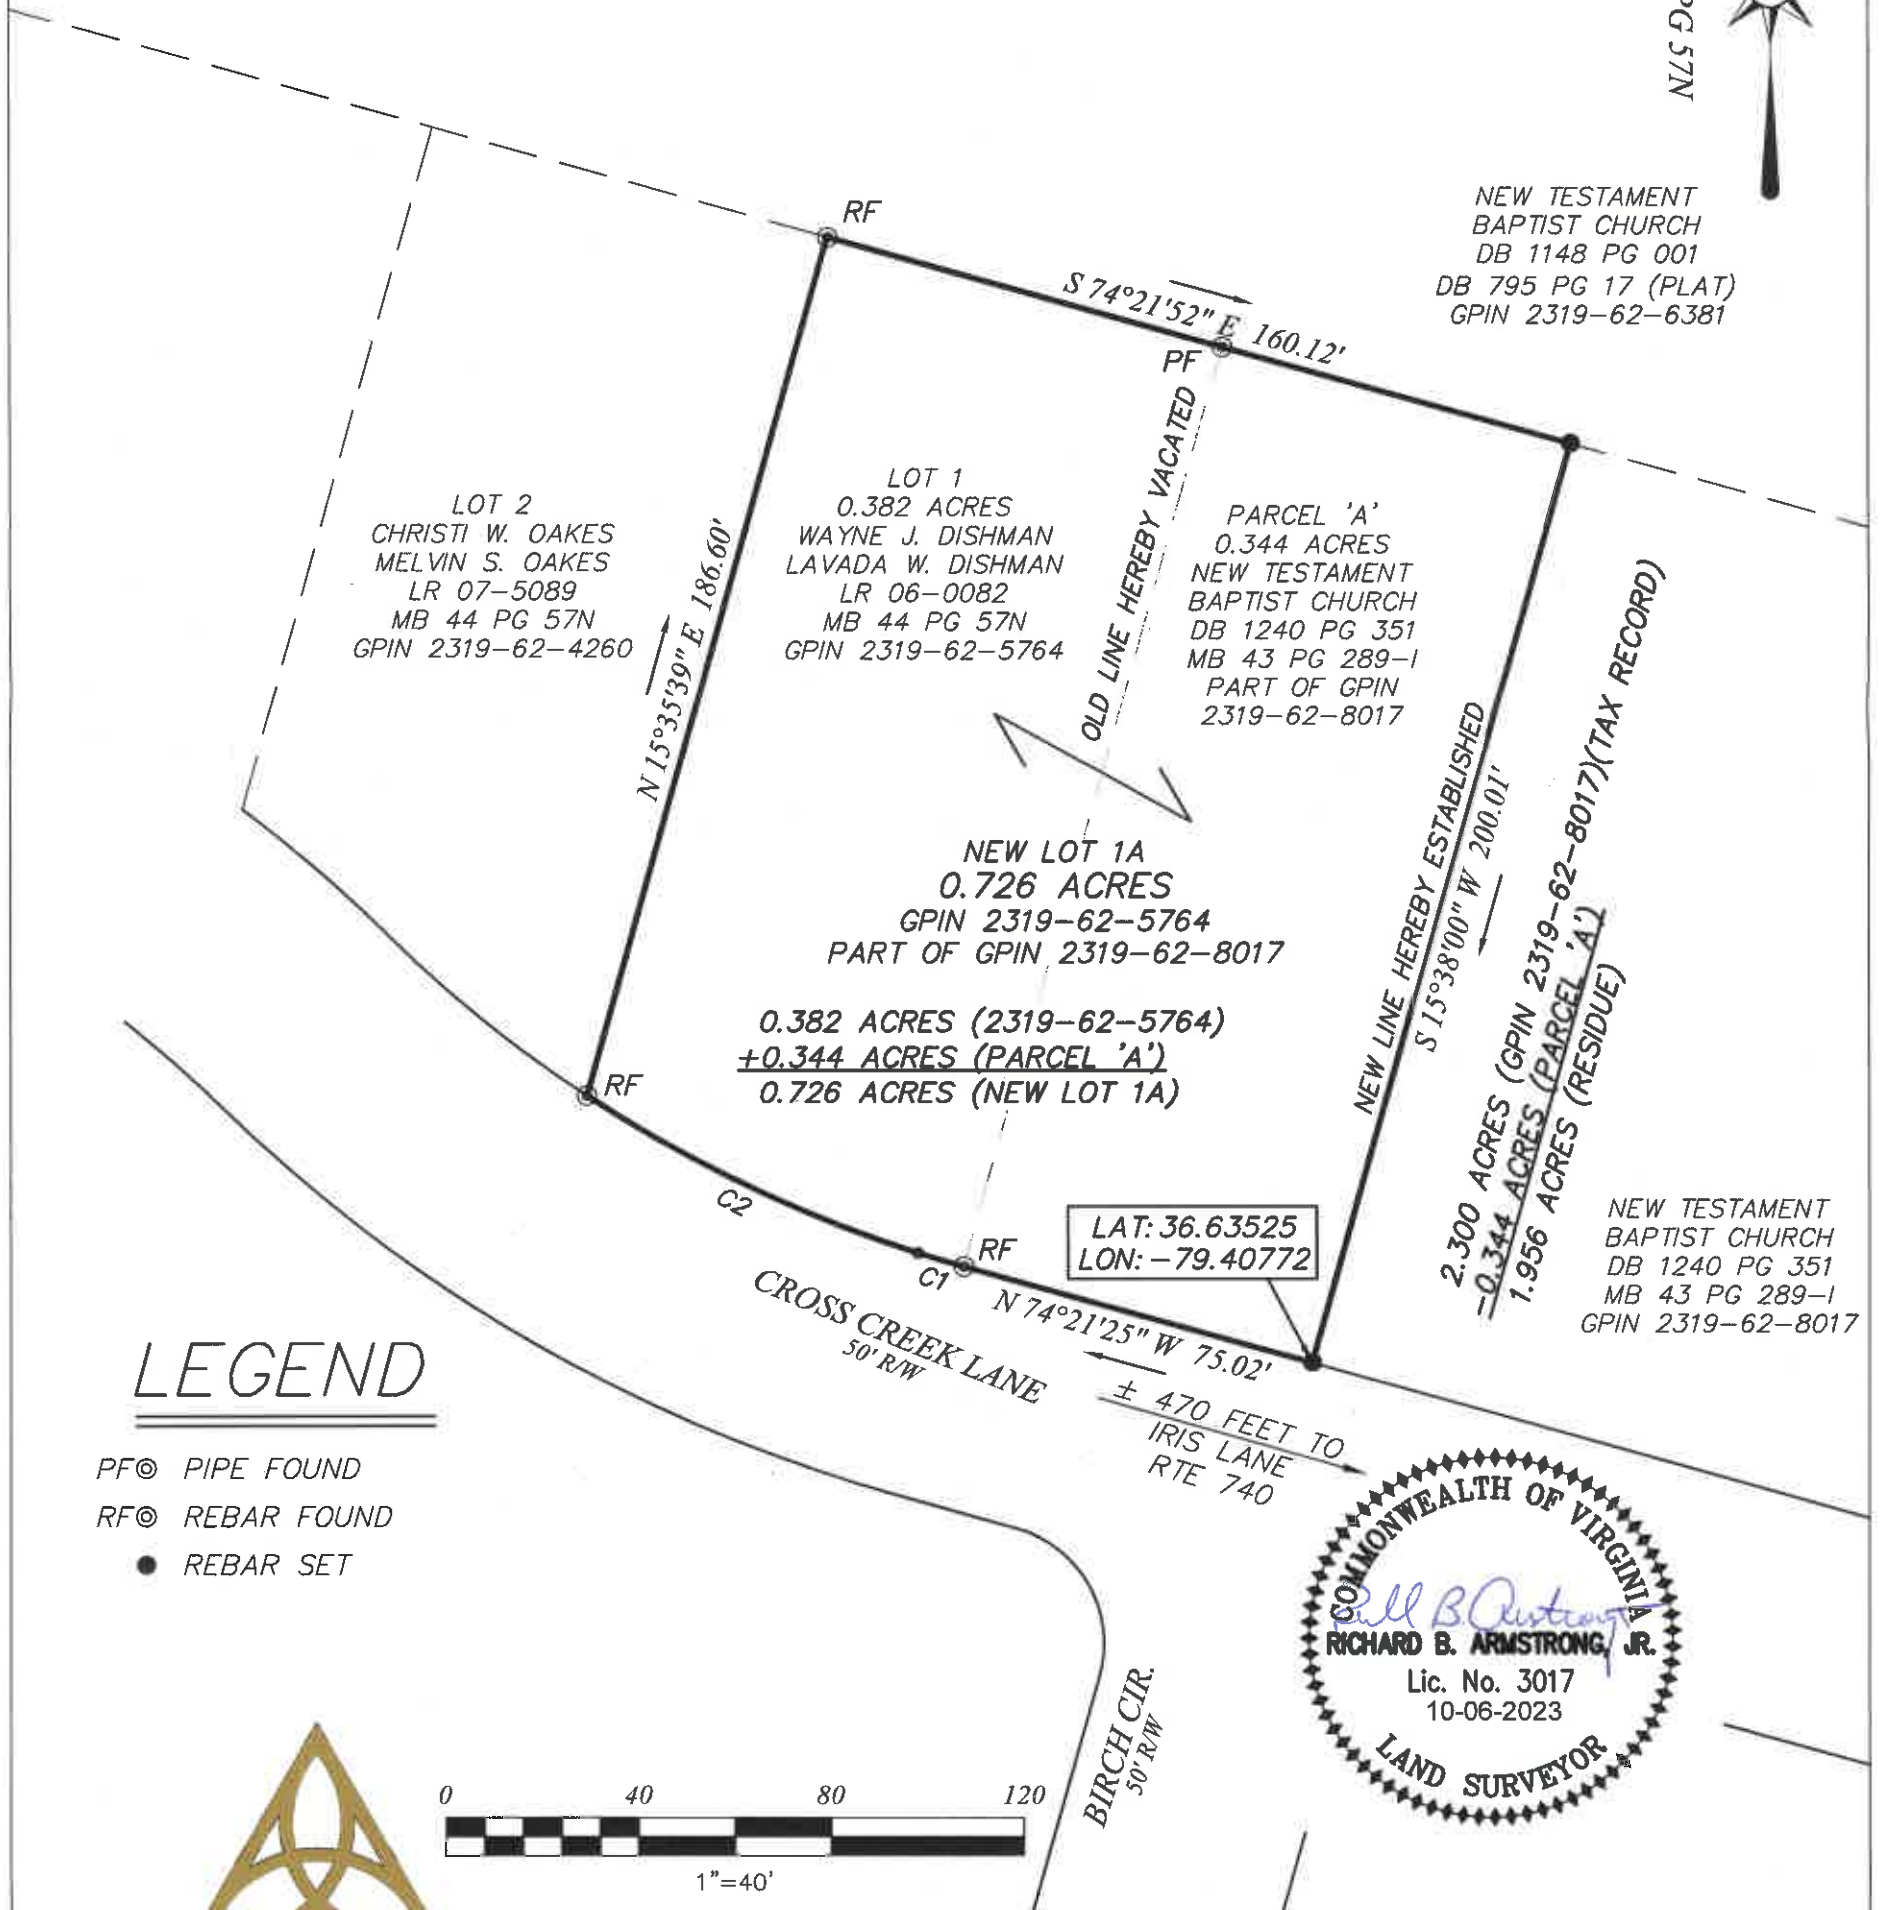 PG 57N
NEW TESTAMENT
BAPTIST CHURCH
DB 1148 PG 001
DB 795 PG 17 (PLAT)
GPIN 2319-62-6381
RF
S 74°21'52" E 160.12'
PF
LOT 2
CHRISTI W. OAKES
MELVIN S. OAKES
LR 07-5089
MB 44 PG 57N
GPIN 2319-62-4260
N 15°35'39" E 186.60'
LOT 1
0.382 ACRES
WAYNE J. DISHMAN
LAVADA W. DISHMAN
LR 06-0082
MB 44 PG 57N
GPIN 2319-62-5764
OLD LINE HEREBY VACATED
PARCEL 'A'
0.344 ACRES
NEW TESTAMENT
BAPTIST CHURCH
DB 1240 PG 351
MB 43 PG 289-I
PART OF GPIN
2319-62-8017
NEW LINE HEREBY ESTABLISHED
S 15°38'00" W 200.01'
2.300 ACRES (GPIN 2319-62-8017)(TAX RECORD)
-0.344 ACRES (PARCEL 'A')
1.956 ACRES (RESIDUE)
NEW LOT 1A
0.726 ACRES
GPIN 2319-62-5764
PART OF GPIN 2319-62-8017
0.382 ACRES (2319-62-5764)
+0.344 ACRES (PARCEL 'A')
0.726 ACRES (NEW LOT 1A)
RF
C2
C1
RF
LAT: 36.63525
LON: -79.40772
N 74°21'25" W 75.02'
NEW TESTAMENT
BAPTIST CHURCH
DB 1240 PG 351
MB 43 PG 289-I
GPIN 2319-62-8017
CROSS CREEK LANE
50' R/W
± 470 FEET TO
IRIS LANE
RTE 740
LEGEND
PF PIPE FOUND
RF REBAR FOUND
REBAR SET
COMMONWEALTH OF VIRGINIA
RICHARD B. ARMSTRONG, JR.
Lic. No. 3017
10-06-2023
LAND SURVEYOR
BIRCH CIR.
50' R/W
0 40 80 120
1"=40'